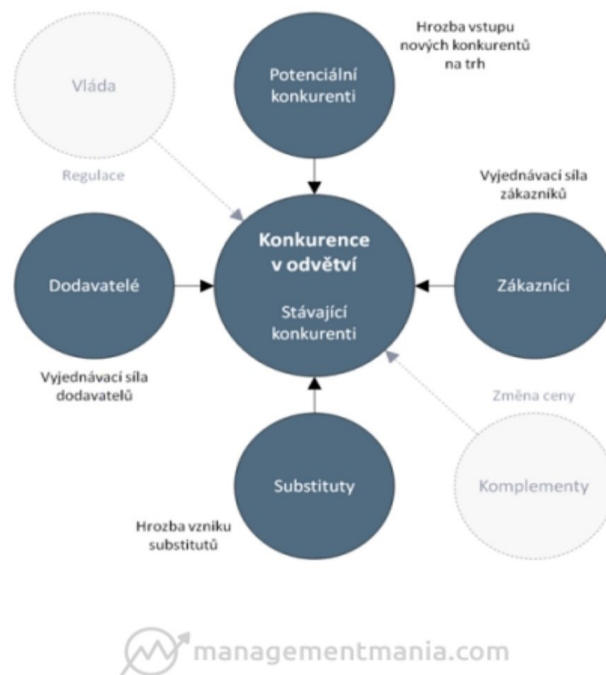 Hrozba vstupu
nových konkurentů
na trh
Vláda
Potenciální
konkurenti
Regulace
Vyjednávací síla
zákazníků
Konkurence
v odvětví
Dodavatelé
Zákazníci
Stávající
konkurenti
Vyjednávací síla
dodavatelů
Změna ceny
Substituty
Komplementy
Hrozba vzniku
substitutů
managementmania.com